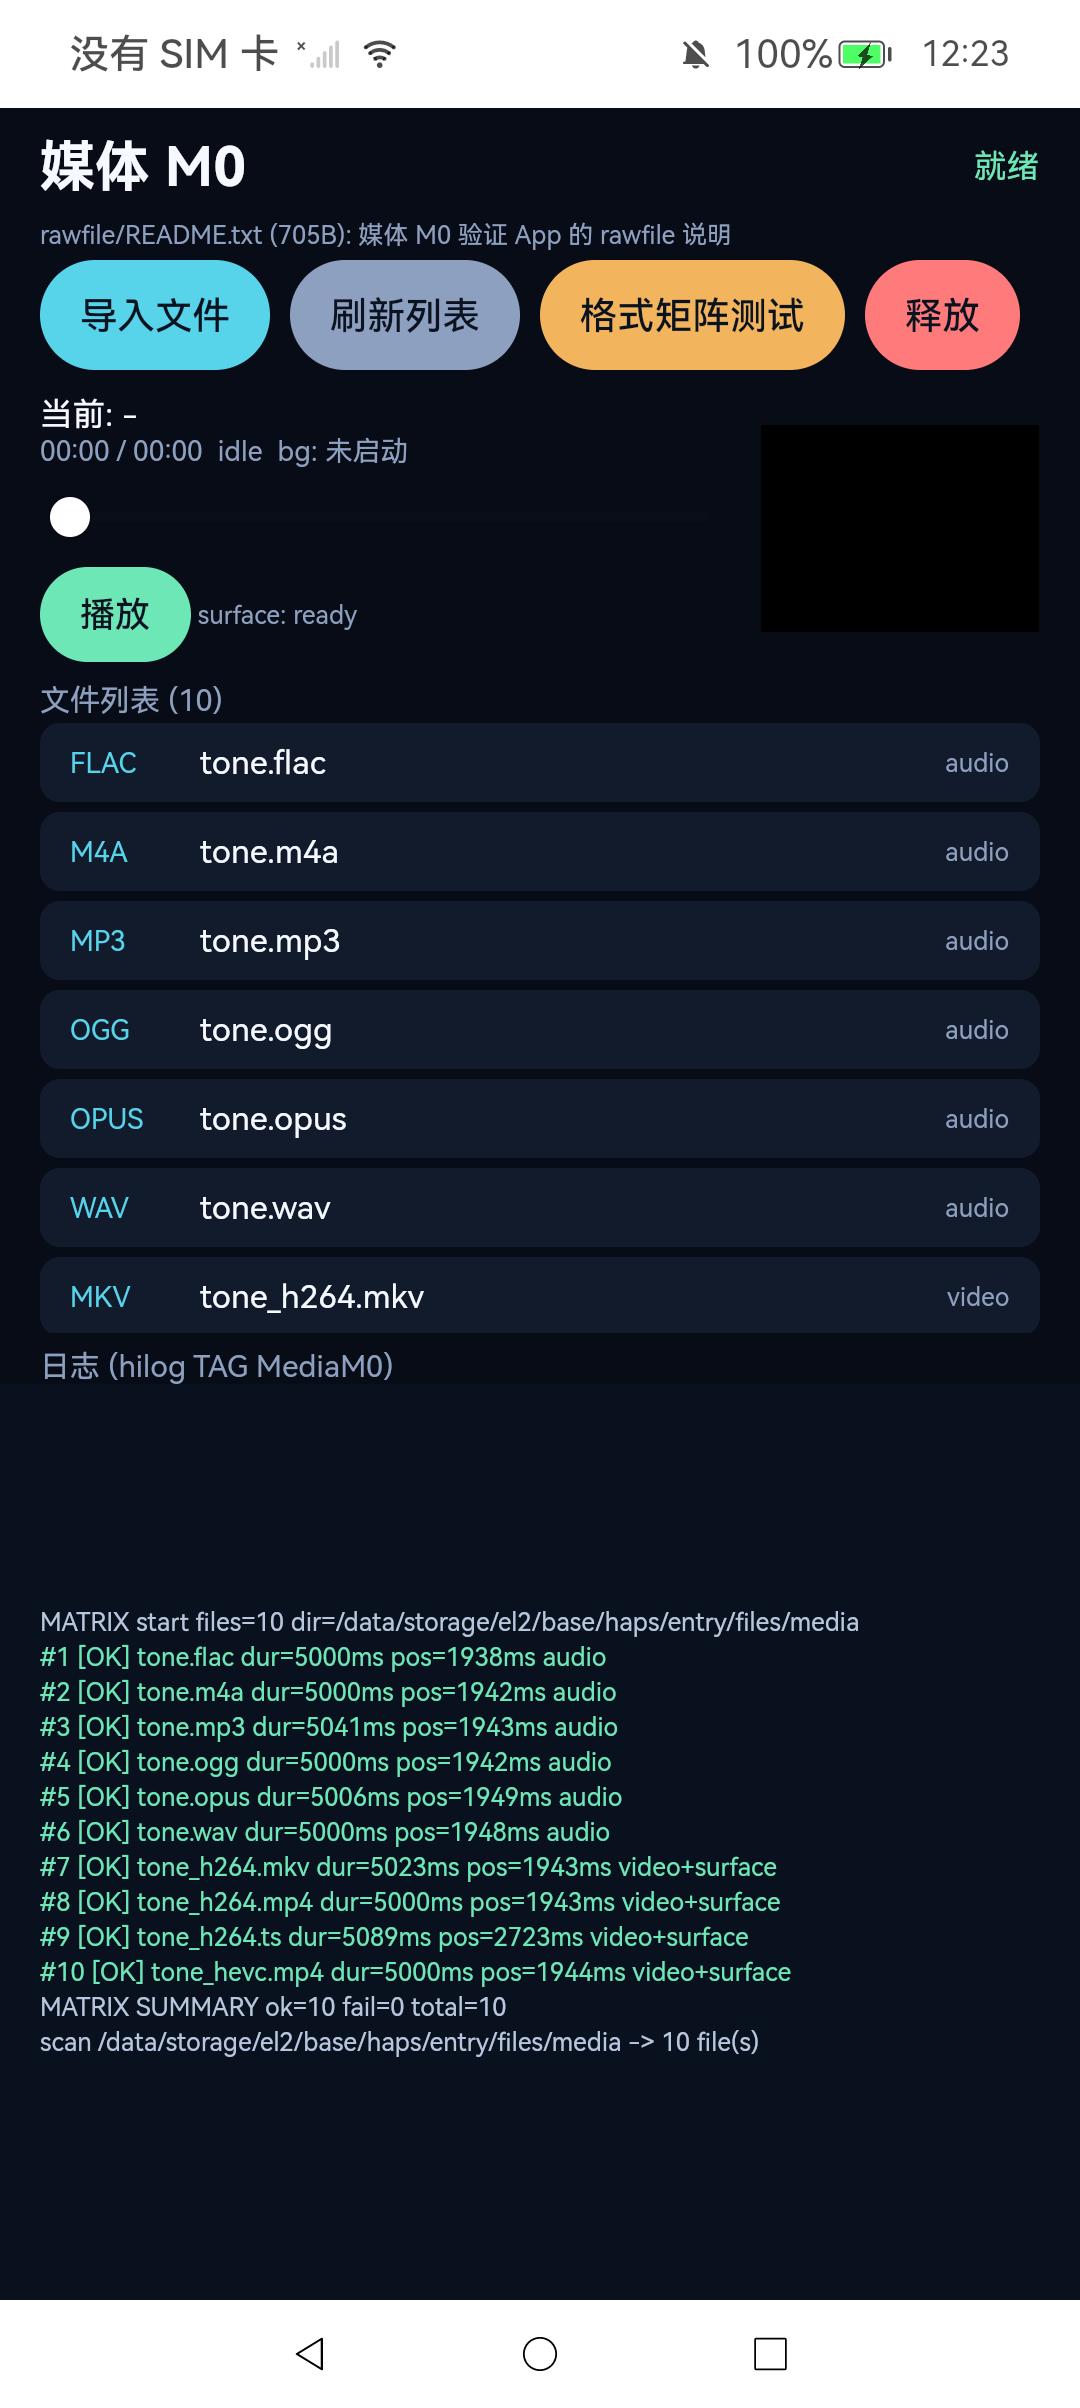 没有 SIM 卡 100% 12:23
媒体 M0 就绪
rawfile/README.txt (705B): 媒体 M0 验证 App 的 rawfile 说明
导入文件 刷新列表 格式矩阵测试 释放
当前: -
00:00 / 00:00 idle bg: 未启动
播放 surface: ready
文件列表 (10)
FLAC tone.flac audio
M4A tone.m4a audio
MP3 tone.mp3 audio
OGG tone.ogg audio
OPUS tone.opus audio
WAV tone.wav audio
MKV tone_h264.mkv video
日志 (hilog TAG MediaM0)
MATRIX start files=10 dir=/data/storage/el2/base/haps/entry/files/media
#1 [OK] tone.flac dur=5000ms pos=1938ms audio
#2 [OK] tone.m4a dur=5000ms pos=1942ms audio
#3 [OK] tone.mp3 dur=5041ms pos=1943ms audio
#4 [OK] tone.ogg dur=5000ms pos=1942ms audio
#5 [OK] tone.opus dur=5006ms pos=1949ms audio
#6 [OK] tone.wav dur=5000ms pos=1948ms audio
#7 [OK] tone_h264.mkv dur=5023ms pos=1943ms video+surface
#8 [OK] tone_h264.mp4 dur=5000ms pos=1943ms video+surface
#9 [OK] tone_h264.ts dur=5089ms pos=2723ms video+surface
#10 [OK] tone_hevc.mp4 dur=5000ms pos=1944ms video+surface
MATRIX SUMMARY ok=10 fail=0 total=10
scan /data/storage/el2/base/haps/entry/files/media -> 10 file(s)